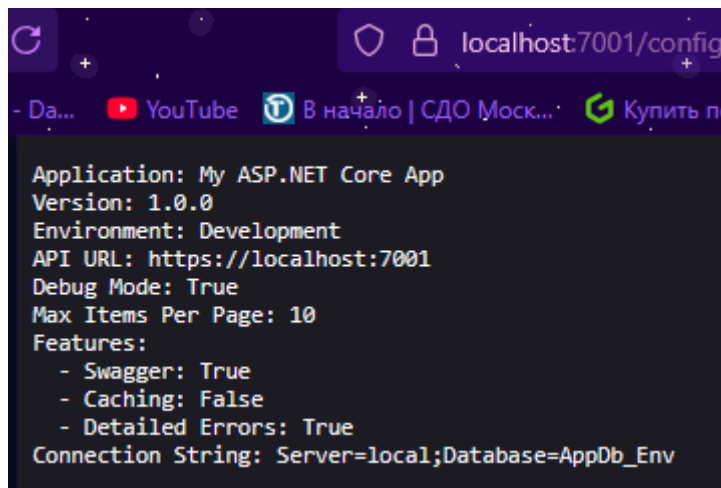 localhost:7001/config
- Da... YouTube В начало | СДО Моск... Купить п
Application: My ASP.NET Core App
Version: 1.0.0
Environment: Development
API URL: https://localhost:7001
Debug Mode: True
Max Items Per Page: 10
Features:
- Swagger: True
- Caching: False
- Detailed Errors: True
Connection String: Server=local;Database=AppDb_Env